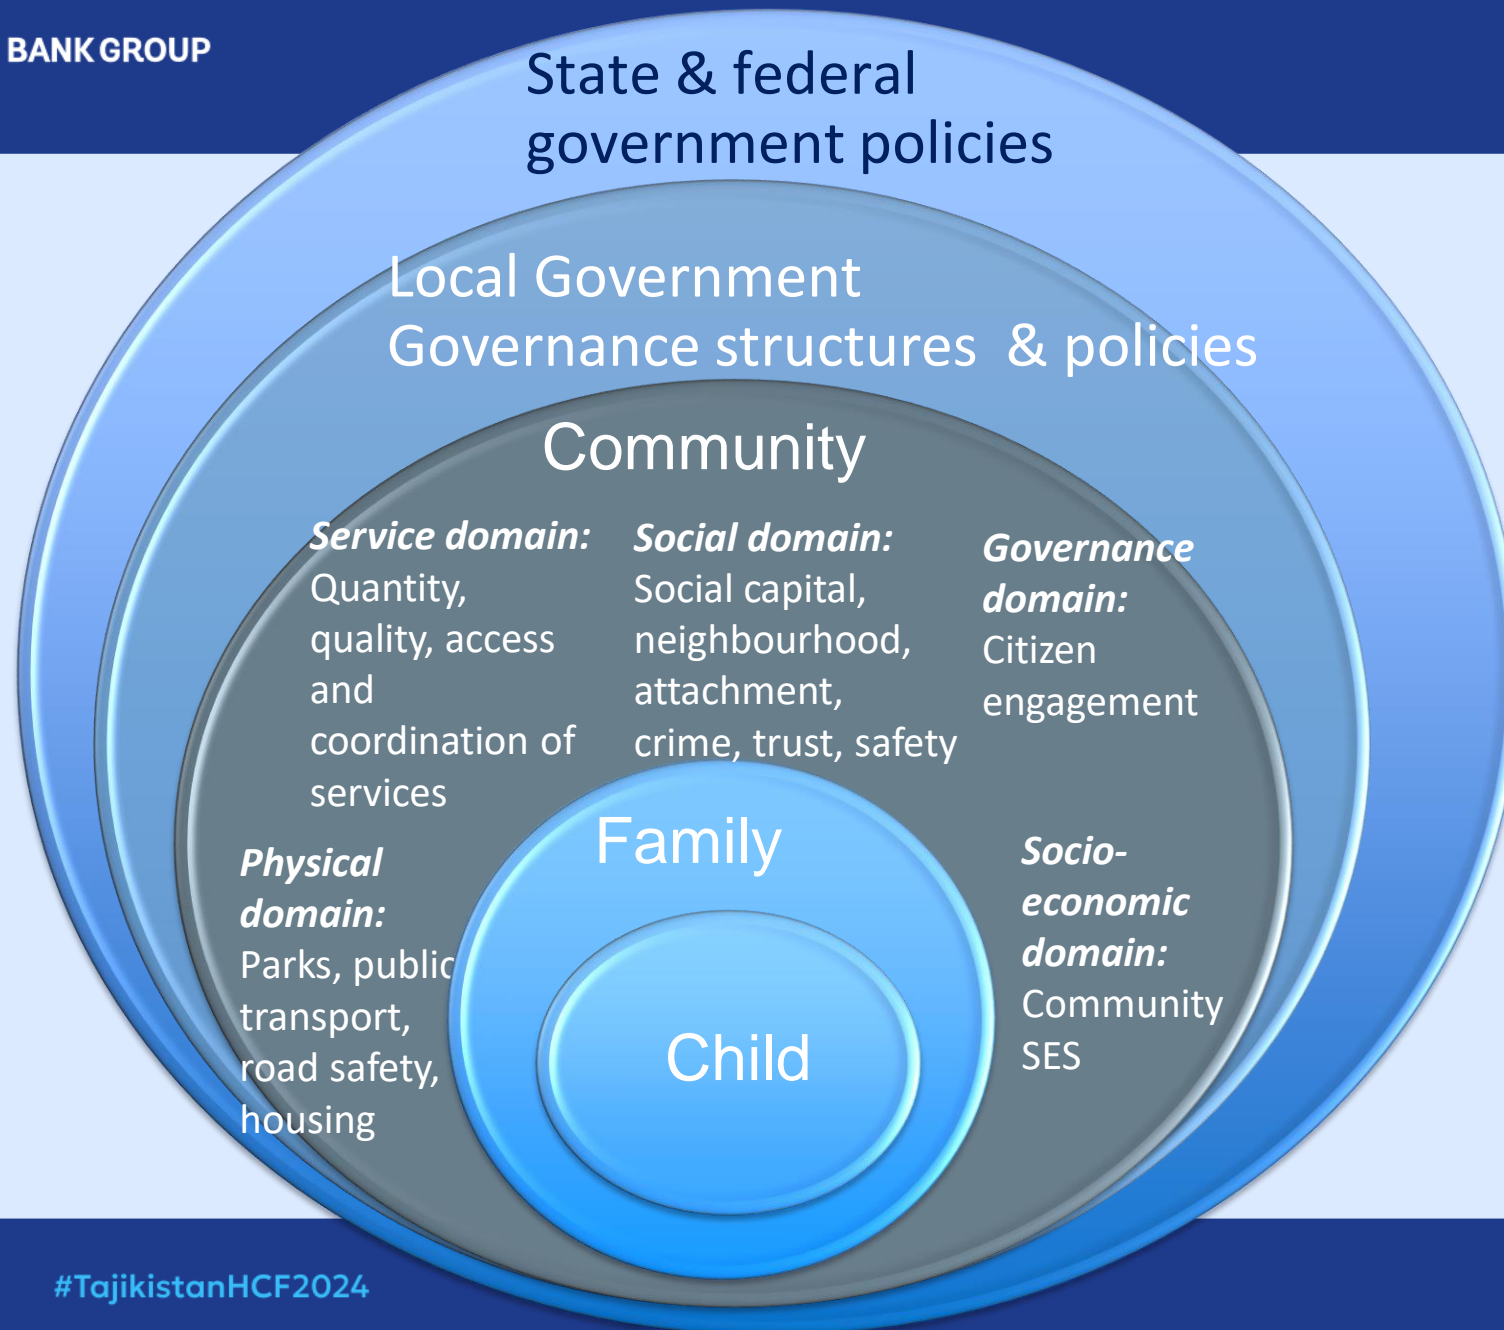 BANK GROUP
State & federal
government policies
Local Government
Governance structures & policies
Community
Service domain:
Quantity,
quality, access
and
coordination of
services
Social domain:
Social capital,
neighbourhood,
attachment,
crime, trust, safety
Governance
domain:
Citizen
engagement
Physical
domain:
Parks, public
transport,
road safety,
housing
Family
Socio-
economic
domain:
Community
SES
Child
#TajikistanHCF2024